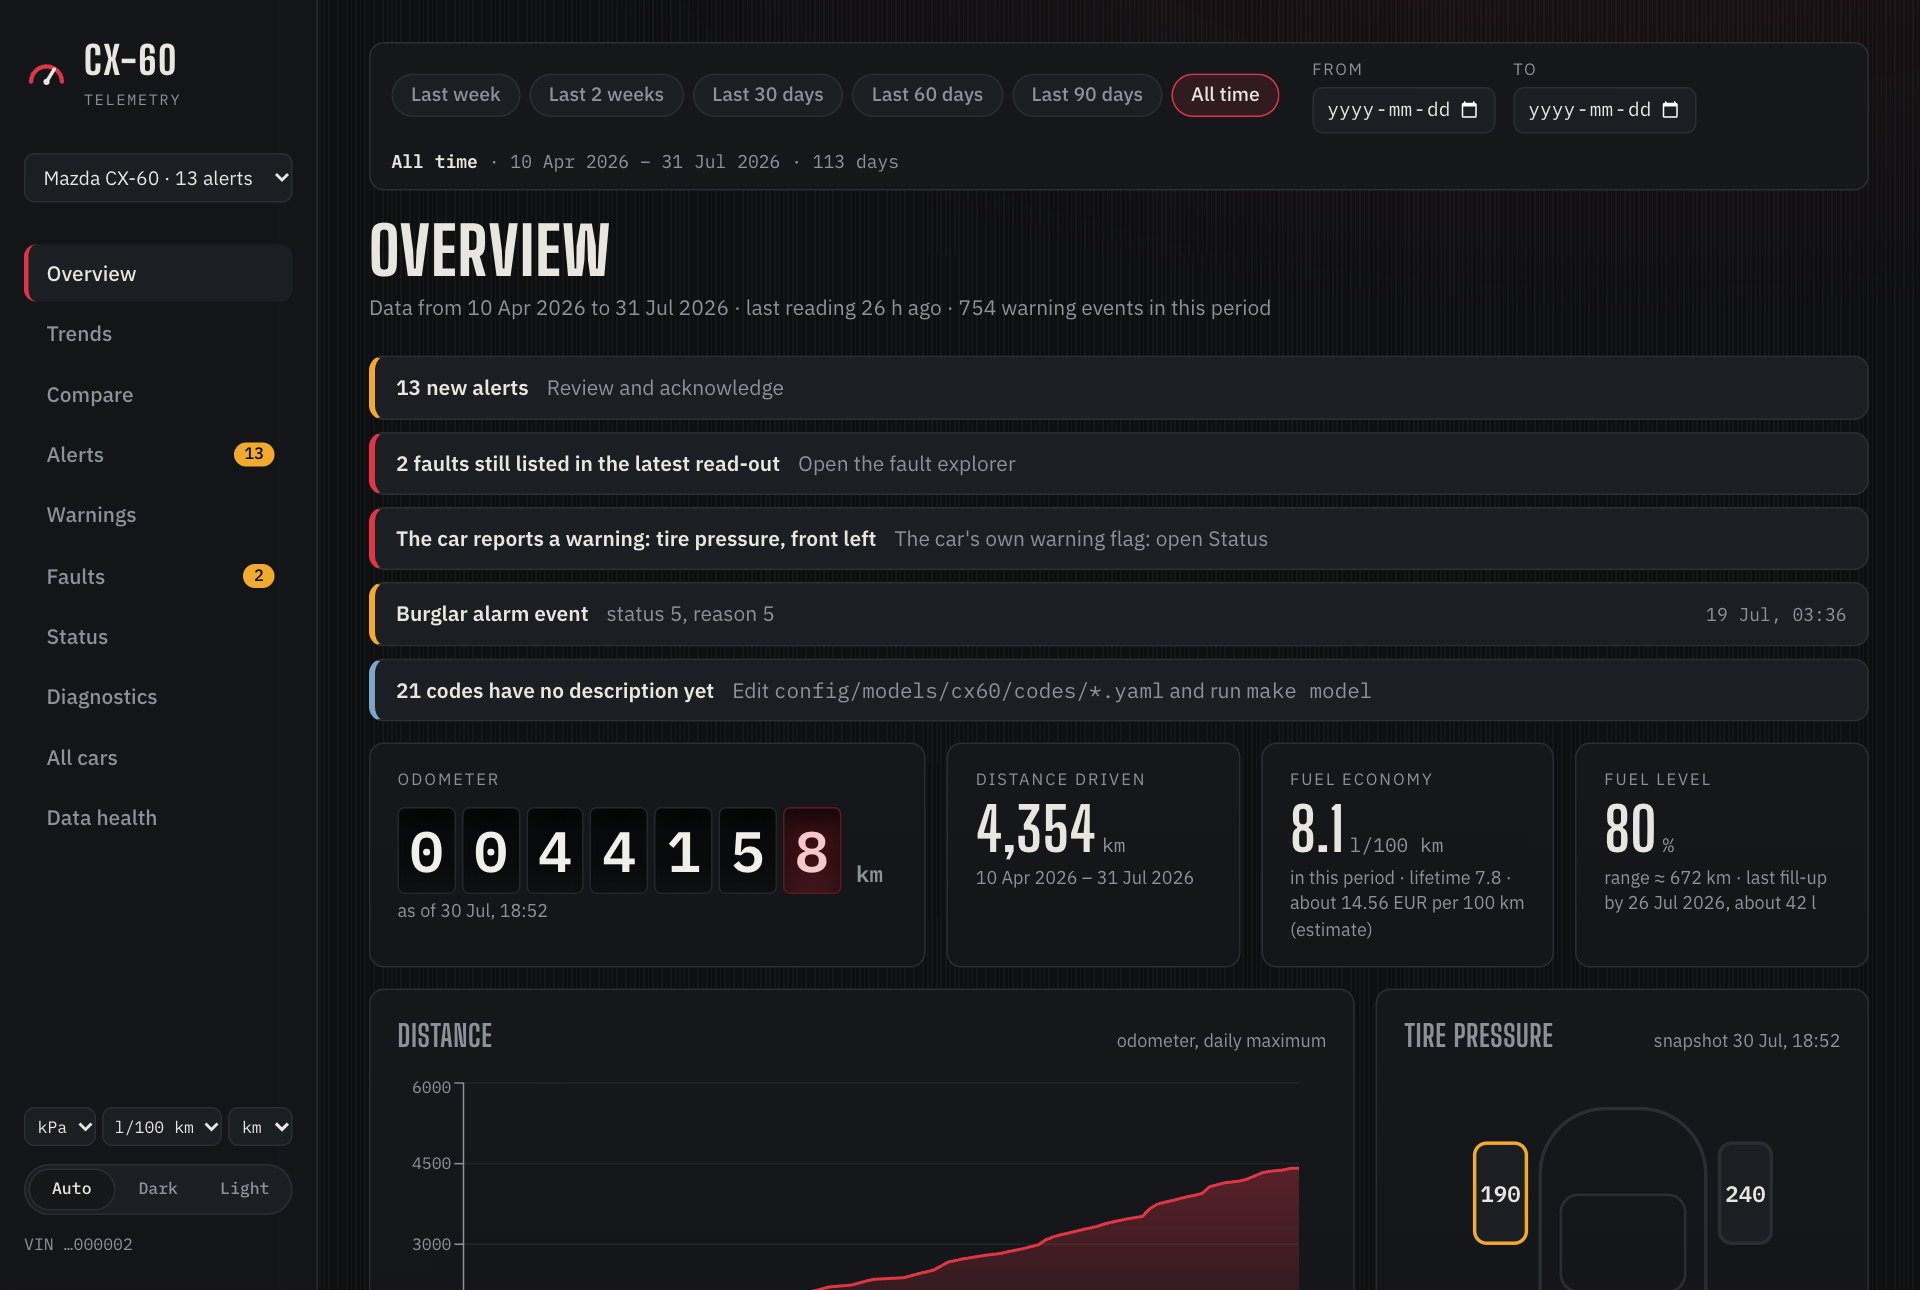 CX-60
TELEMETRY
Mazda CX-60 · 13 alerts
Overview
Trends
Compare
Alerts 13
Warnings
Faults 2
Status
Diagnostics
All cars
Data health
kPa l/100 km km
Auto Dark Light
VIN …000002
Last week Last 2 weeks Last 30 days Last 60 days Last 90 days All time
FROM TO
yyyy-mm-dd yyyy-mm-dd
All time · 10 Apr 2026 – 31 Jul 2026 · 113 days
OVERVIEW
Data from 10 Apr 2026 to 31 Jul 2026 · last reading 26 h ago · 754 warning events in this period
13 new alerts Review and acknowledge
2 faults still listed in the latest read-out Open the fault explorer
The car reports a warning: tire pressure, front left The car's own warning flag: open Status
Burglar alarm event status 5, reason 5 19 Jul, 03:36
21 codes have no description yet Edit config/models/cx60/codes/*.yaml and run make model
ODOMETER
0044158 km
as of 30 Jul, 18:52
DISTANCE DRIVEN
4,354 km
10 Apr 2026 – 31 Jul 2026
FUEL ECONOMY
8.1 l/100 km
in this period · lifetime 7.8 ·
about 14.56 EUR per 100 km
(estimate)
FUEL LEVEL
80 %
range ≈ 672 km · last fill-up
by 26 Jul 2026, about 42 l
DISTANCE odometer, daily maximum
6000
4500
3000
TIRE PRESSURE snapshot 30 Jul, 18:52
190 240